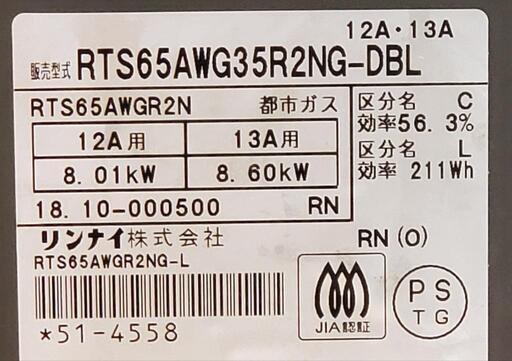 12A・13A
販売型式 RTS65AWG35R2NG-DBL
RTS65AWGR2N 都市ガス
12A用 13A用
8.01kW 8.60kW
18.10-000500 RN
区分名 C
効率56.3%
区分名 L
効率 211Wh
リンナイ株式会社
RN(O)
RTS65AWGR2NG-L
*51-4558
JIA認証
PS
TG